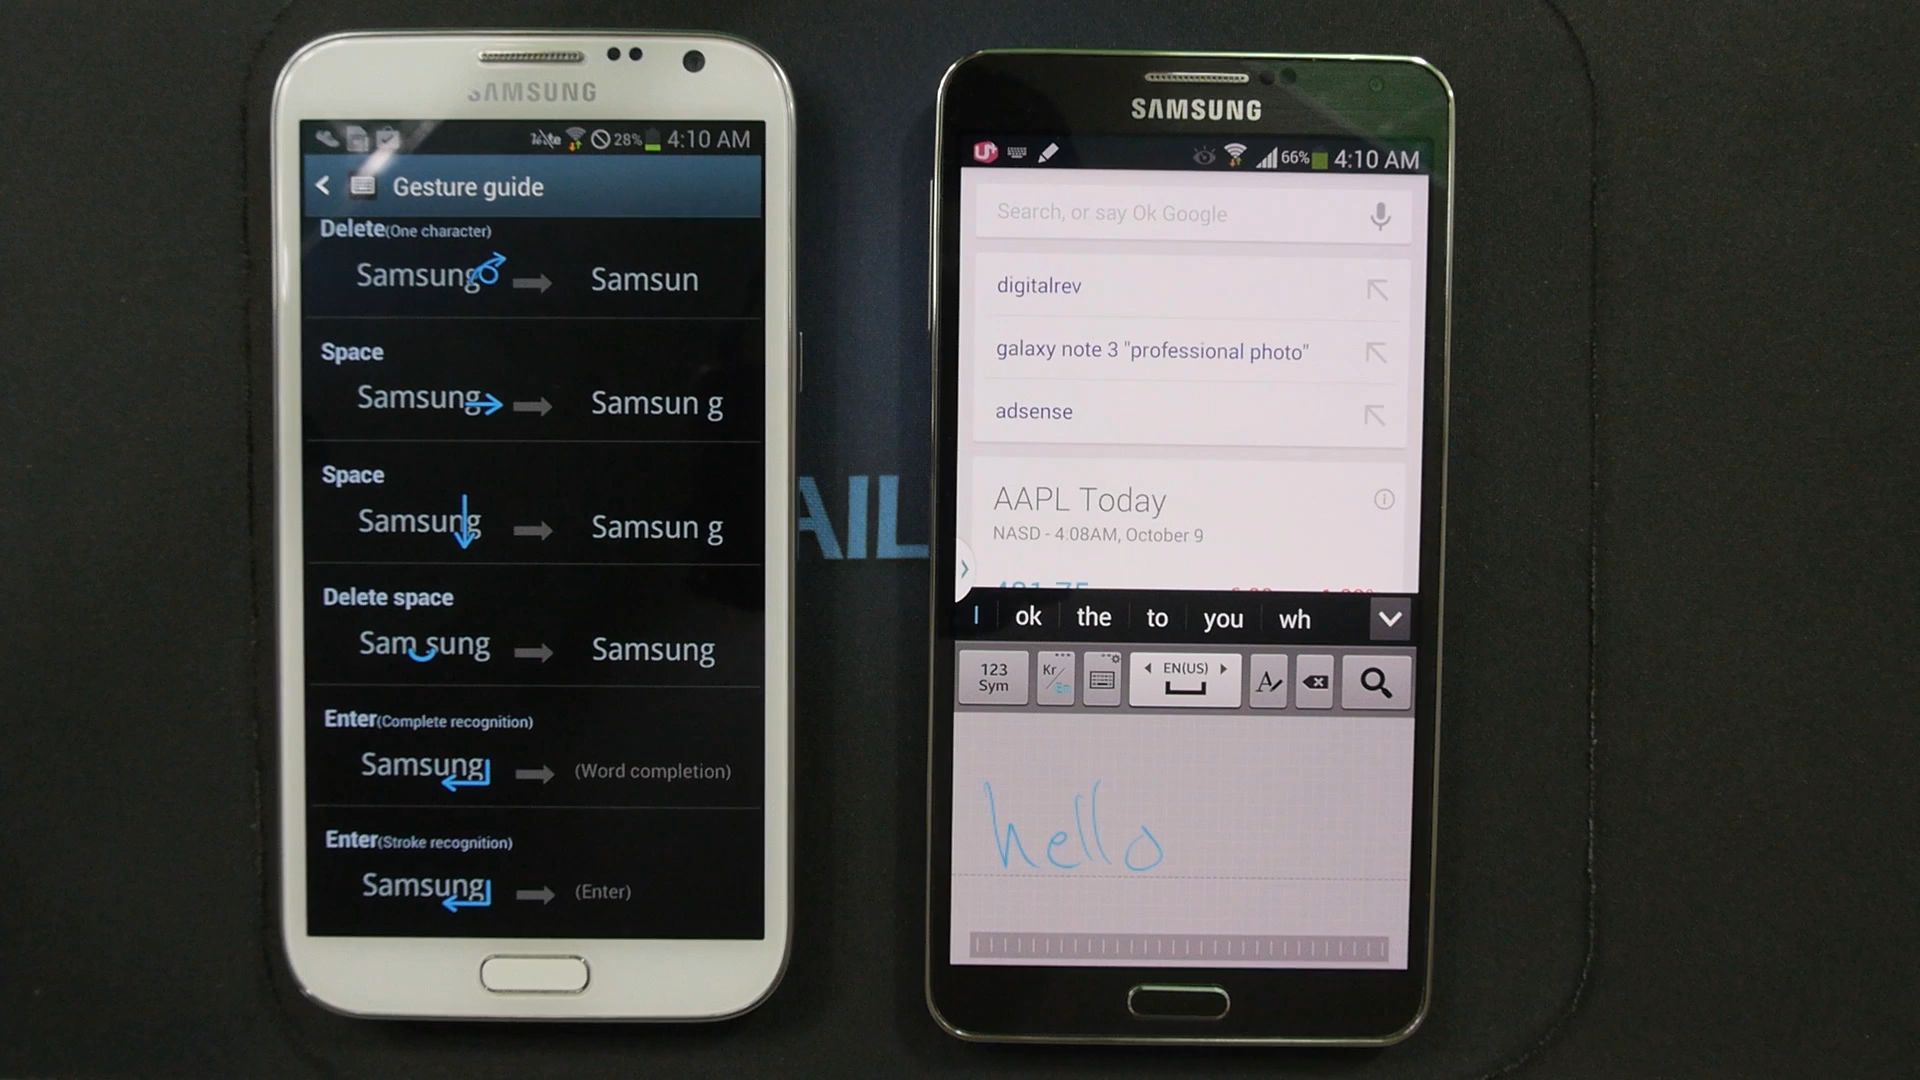 SAMSUNG
28% 4:10 AM
Gesture guide
Delete(One character)
Samsung Samsun
Space
Samsung Samsun g
Space
Samsung Samsun g
Delete space
Sam sung Samsung
Enter(Complete recognition)
Samsung (Word completion)
Enter(Stroke recognition)
Samsung (Enter)
AIL
SAMSUNG
U+ 66% 4:10 AM
Search, or say Ok Google
digitalrev
galaxy note 3 "professional photo"
adsense
AAPL Today
NASD - 4:08AM, October 9
l ok the to you wh
123
Sym
Kr/En
EN(US)
hello